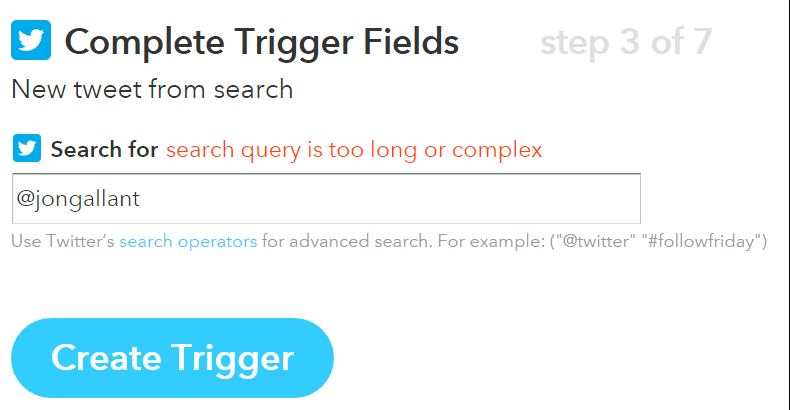 Complete Trigger Fields step 3 of 7
New tweet from search
Search for search query is too long or complex
@jongallant
Use Twitter's search operators for advanced search. For example: ("@twitter" "#followfriday")
Create Trigger